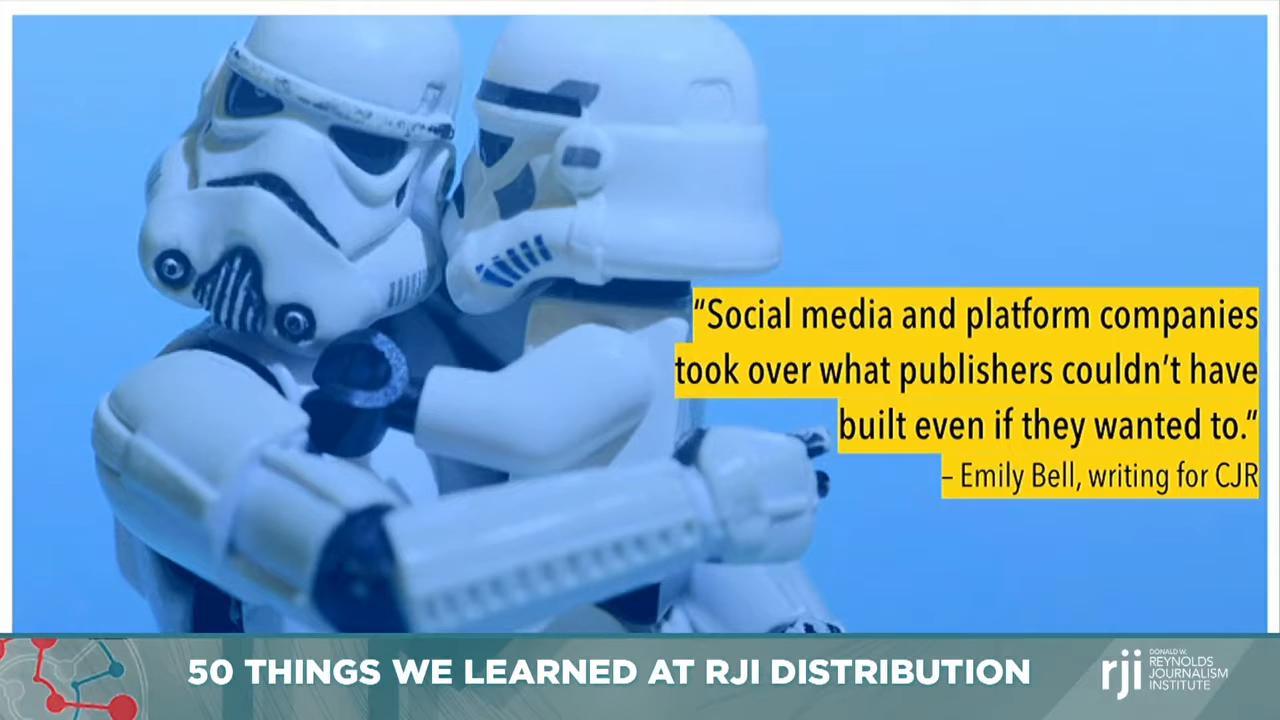 “Social media and platform companies
took over what publishers couldn’t have
built even if they wanted to.”
– Emily Bell, writing for CJR
50 THINGS WE LEARNED AT RJI DISTRIBUTION
rji
DONALD W.
REYNOLDS
JOURNALISM
INSTITUTE